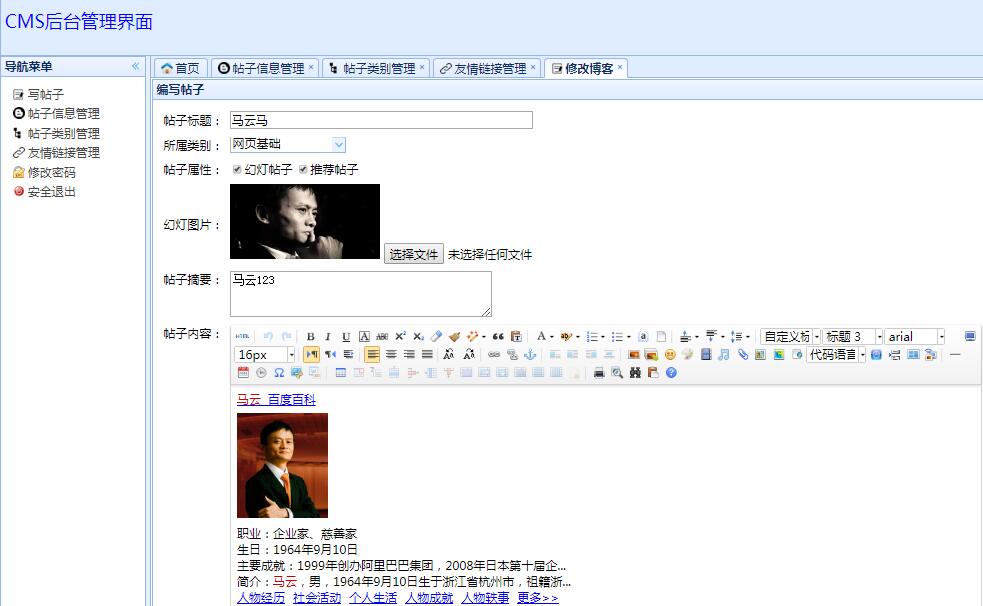 CMS后台管理界面
导航菜单
写帖子
帖子信息管理
帖子类别管理
友情链接管理
修改密码
安全退出
首页 帖子信息管理 帖子类别管理 友情链接管理 修改博客
编写帖子
帖子标题： 马云马
所属类别： 网页基础
帖子属性： 幻灯帖子 推荐帖子
幻灯图片： 选择文件 未选择任何文件
帖子摘要： 马云123
帖子内容：
HTML B I U A ABC X² X₂ A ab a 自定义标 标题 3 arial
16px 代码语言
马云_百度百科
职业：企业家、慈善家
生日：1964年9月10日
主要成就：1999年创办阿里巴巴集团，2008年日本第十届企...
简介：马云，男，1964年9月10日生于浙江省杭州市，祖籍浙...
人物经历 社会活动 个人生活 人物成就 人物轶事 更多>>